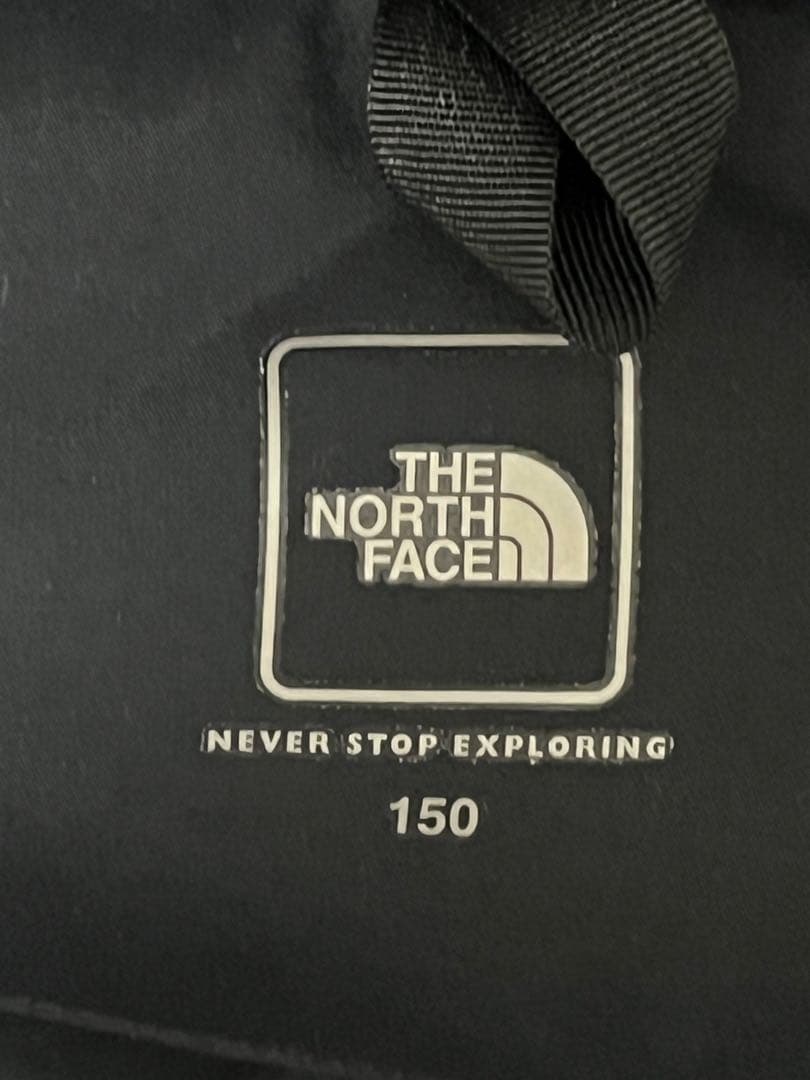 THE
NORTH
FACE
NEVER STOP EXPLORING
150